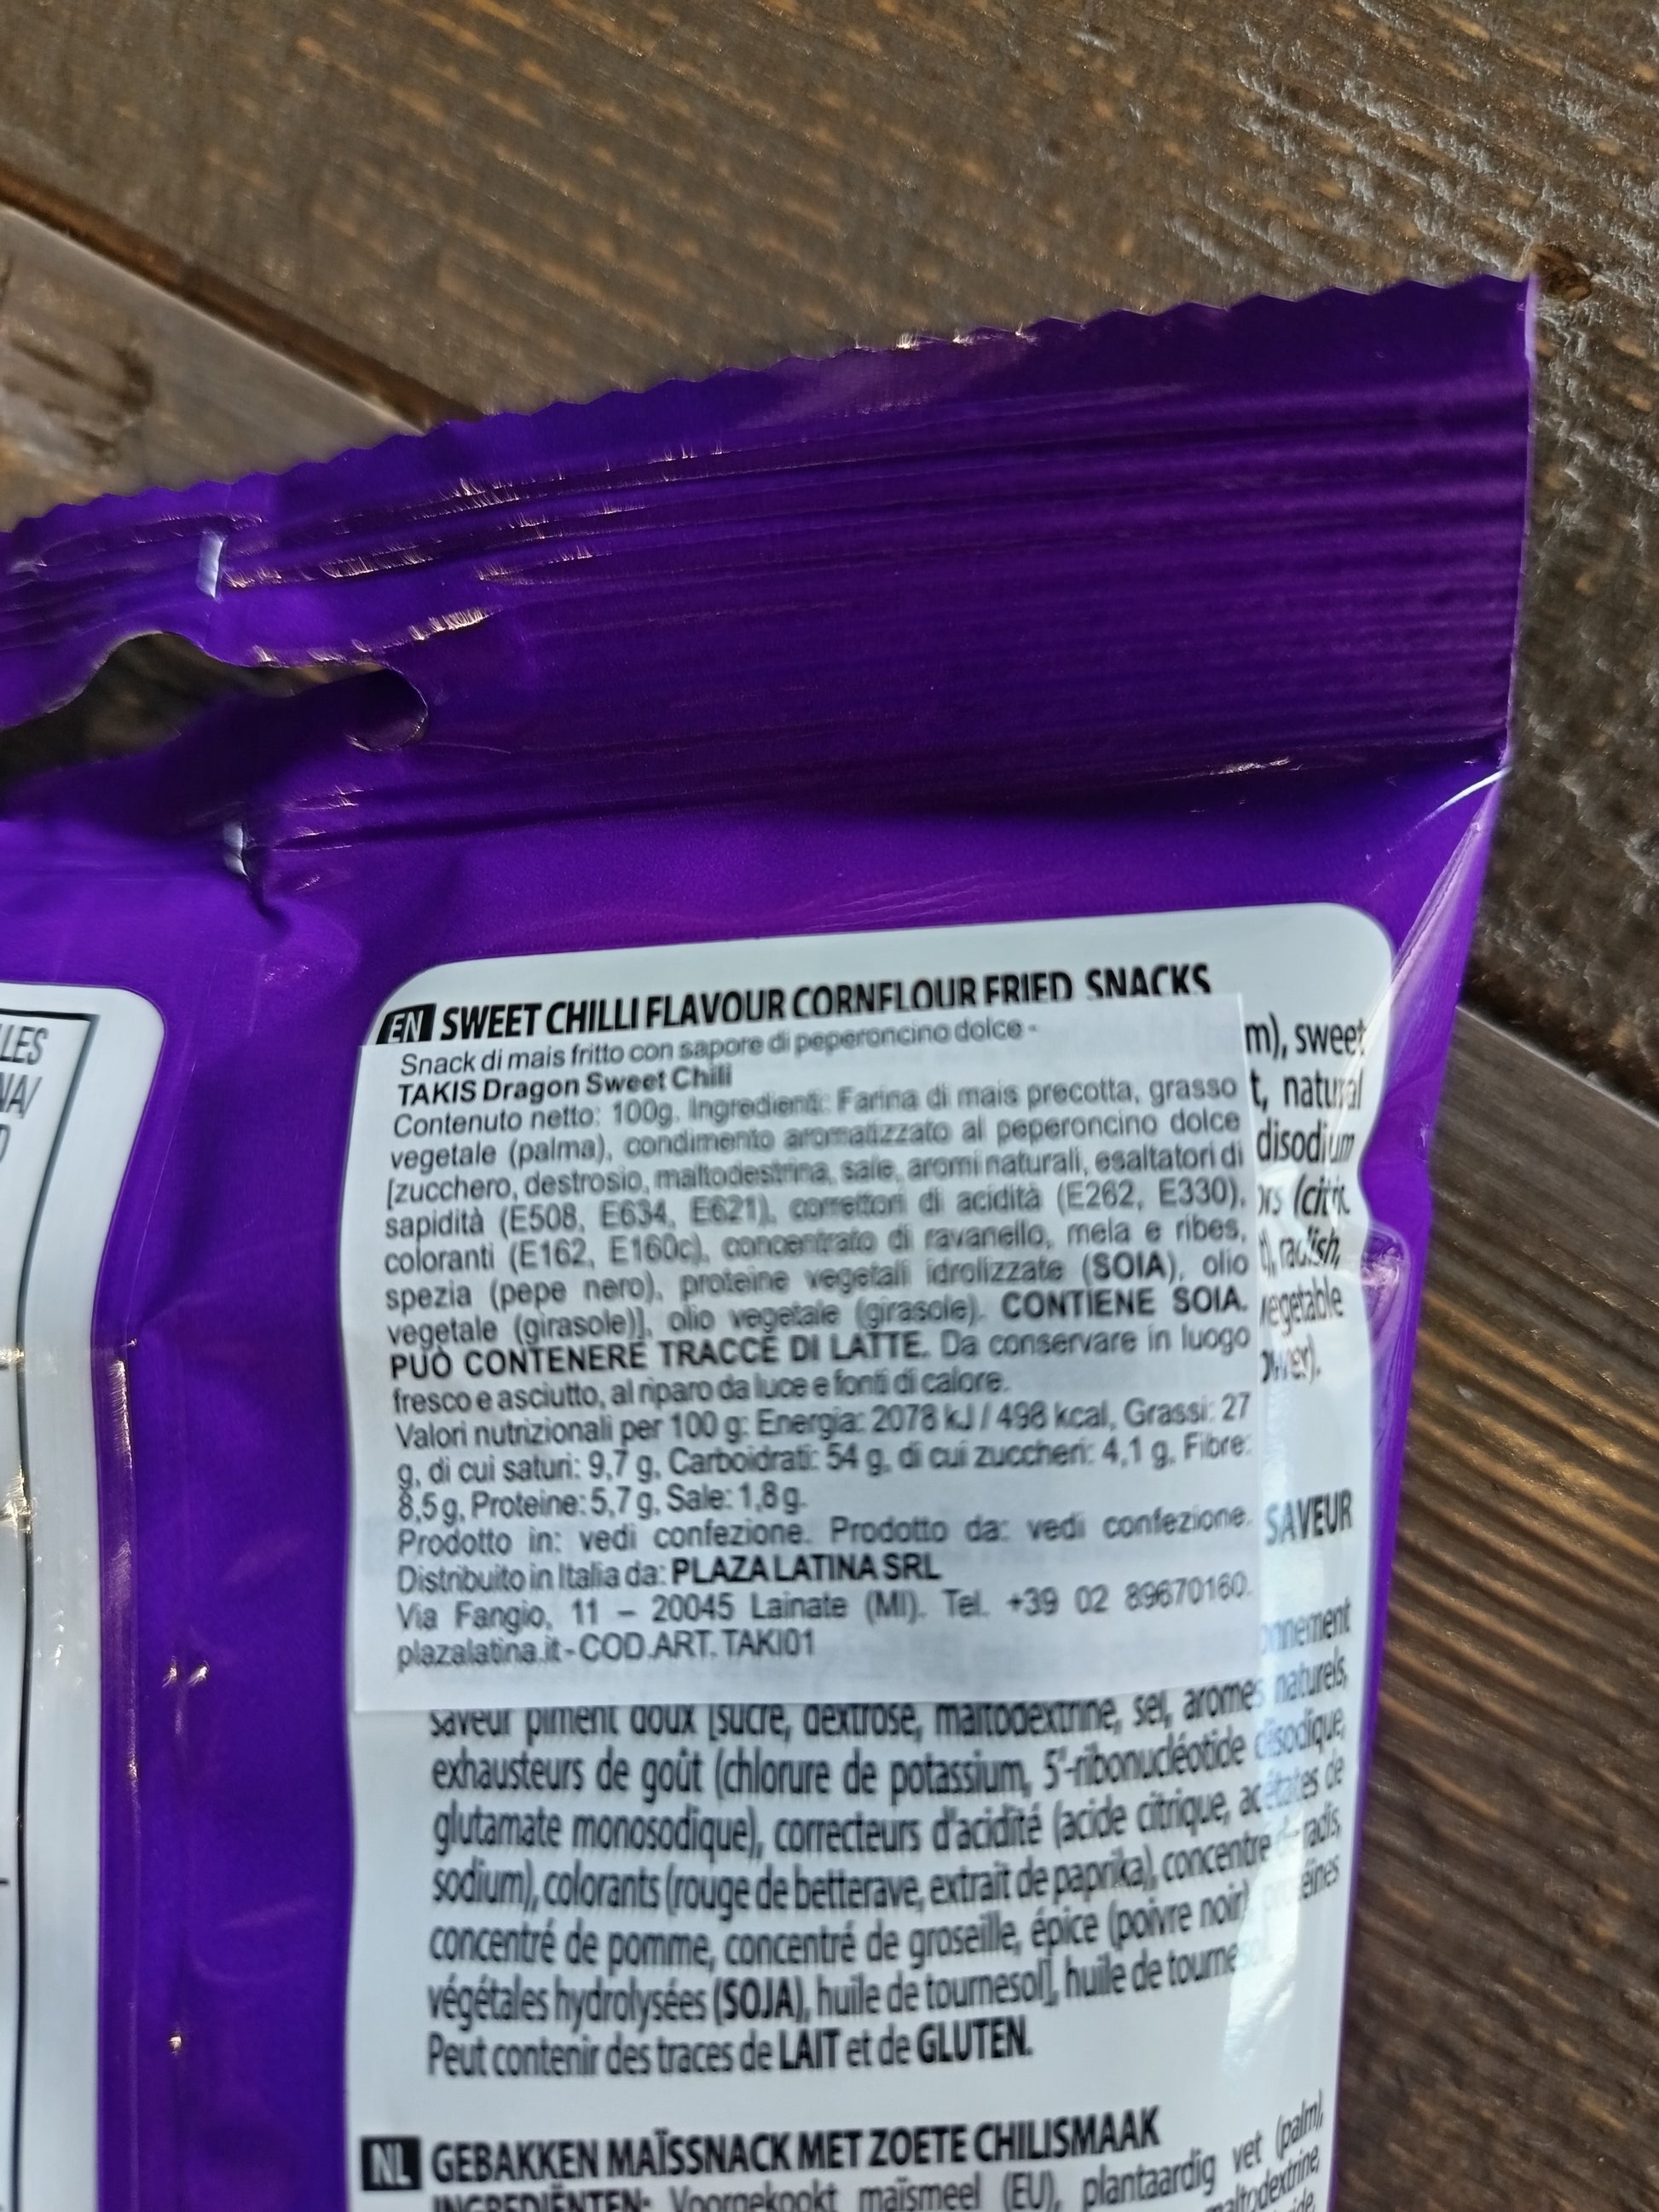 LES
NA/
EN SWEET CHILLI FLAVOUR CORNFLOUR FRIED SNACKS
Snack di mais fritto con sapore di peperoncino dolce -
TAKIS Dragon Sweet Chili
Contenuto netto: 100g. Ingredienti: Farina di mais precotta, grasso
vegetale (palma), condimento aromatizzato al peperoncino dolce
[zucchero, destrosio, maltodestrina, sale, aromi naturali, esaltatori di
sapidità (E508, E634, E621), correttori di acidità (E262, E330),
coloranti (E162, E160c), concentrato di ravanello, mela e ribes,
spezia (pepe nero), proteine vegetali idrolizzate (SOIA), olio
vegetale (girasole)], olio vegetale (girasole). CONTIENE SOIA.
PUÒ CONTENERE TRACCE DI LATTE. Da conservare in luogo
fresco e asciutto, al riparo da luce e fonti di calore.
Valori nutrizionali per 100 g: Energia: 2078 kJ / 498 kcal, Grassi: 27
g, di cui saturi: 9,7 g, Carboidrati: 54 g, di cui zuccheri: 4,1 g, Fibre:
8,5 g, Proteine: 5,7 g, Sale: 1,8 g.
Prodotto in: vedi confezione. Prodotto da: vedi confezione.
Distribuito in Italia da: PLAZA LATINA SRL
Via Fangio, 11 – 20045 Lainate (MI). Tel. +39 02 89670160.
plazalatina.it - COD.ART. TAKI01
m), sweet
t, natural
disodium
radish,
vegetable
SAVEUR
saveur piment doux [sucre, dextrose, maltodextrine, sel, aromes naturels,
exhausteurs de goût (chlorure de potassium, 5'-ribonucléotide disodique,
glutamate monosodique), correcteurs d'acidité (acide citrique, acétates de
sodium), colorants (rouge de betterave, extrait de paprika), concentre radis,
concentré de pomme, concentré de groseille, épice (poivre noir)
végétales hydrolysées (SOJA), huile de tournesol], huile de
Peut contenir des traces de LAIT et de GLUTEN.
NL GEBAKKEN MAÏSSNACK MET ZOETE CHILISMAAK
INGREDIËNTEN: Voorgekookt maïsmeel (EU), plantaardig vet (palm),
maltodextrine,